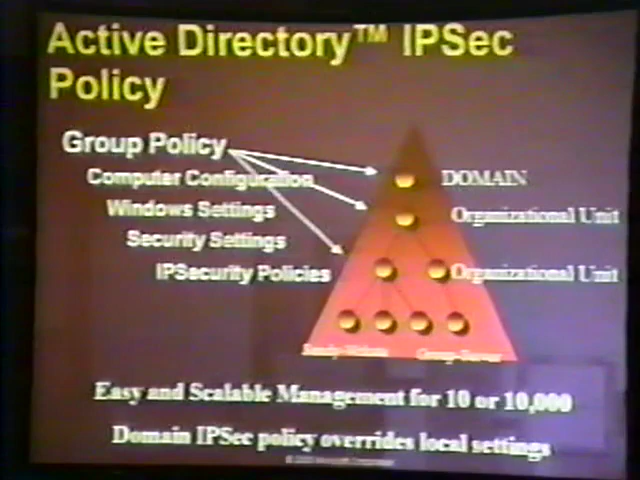 Active Directory™ IPSec
Policy
Group Policy
Computer Configuration
Windows Settings
Security Settings
IPSecurity Policies
DOMAIN
Organizational Unit
Organizational Unit
Easy and Scalable Management for 10 or 10,000
Domain IPSec policy overrides local settings